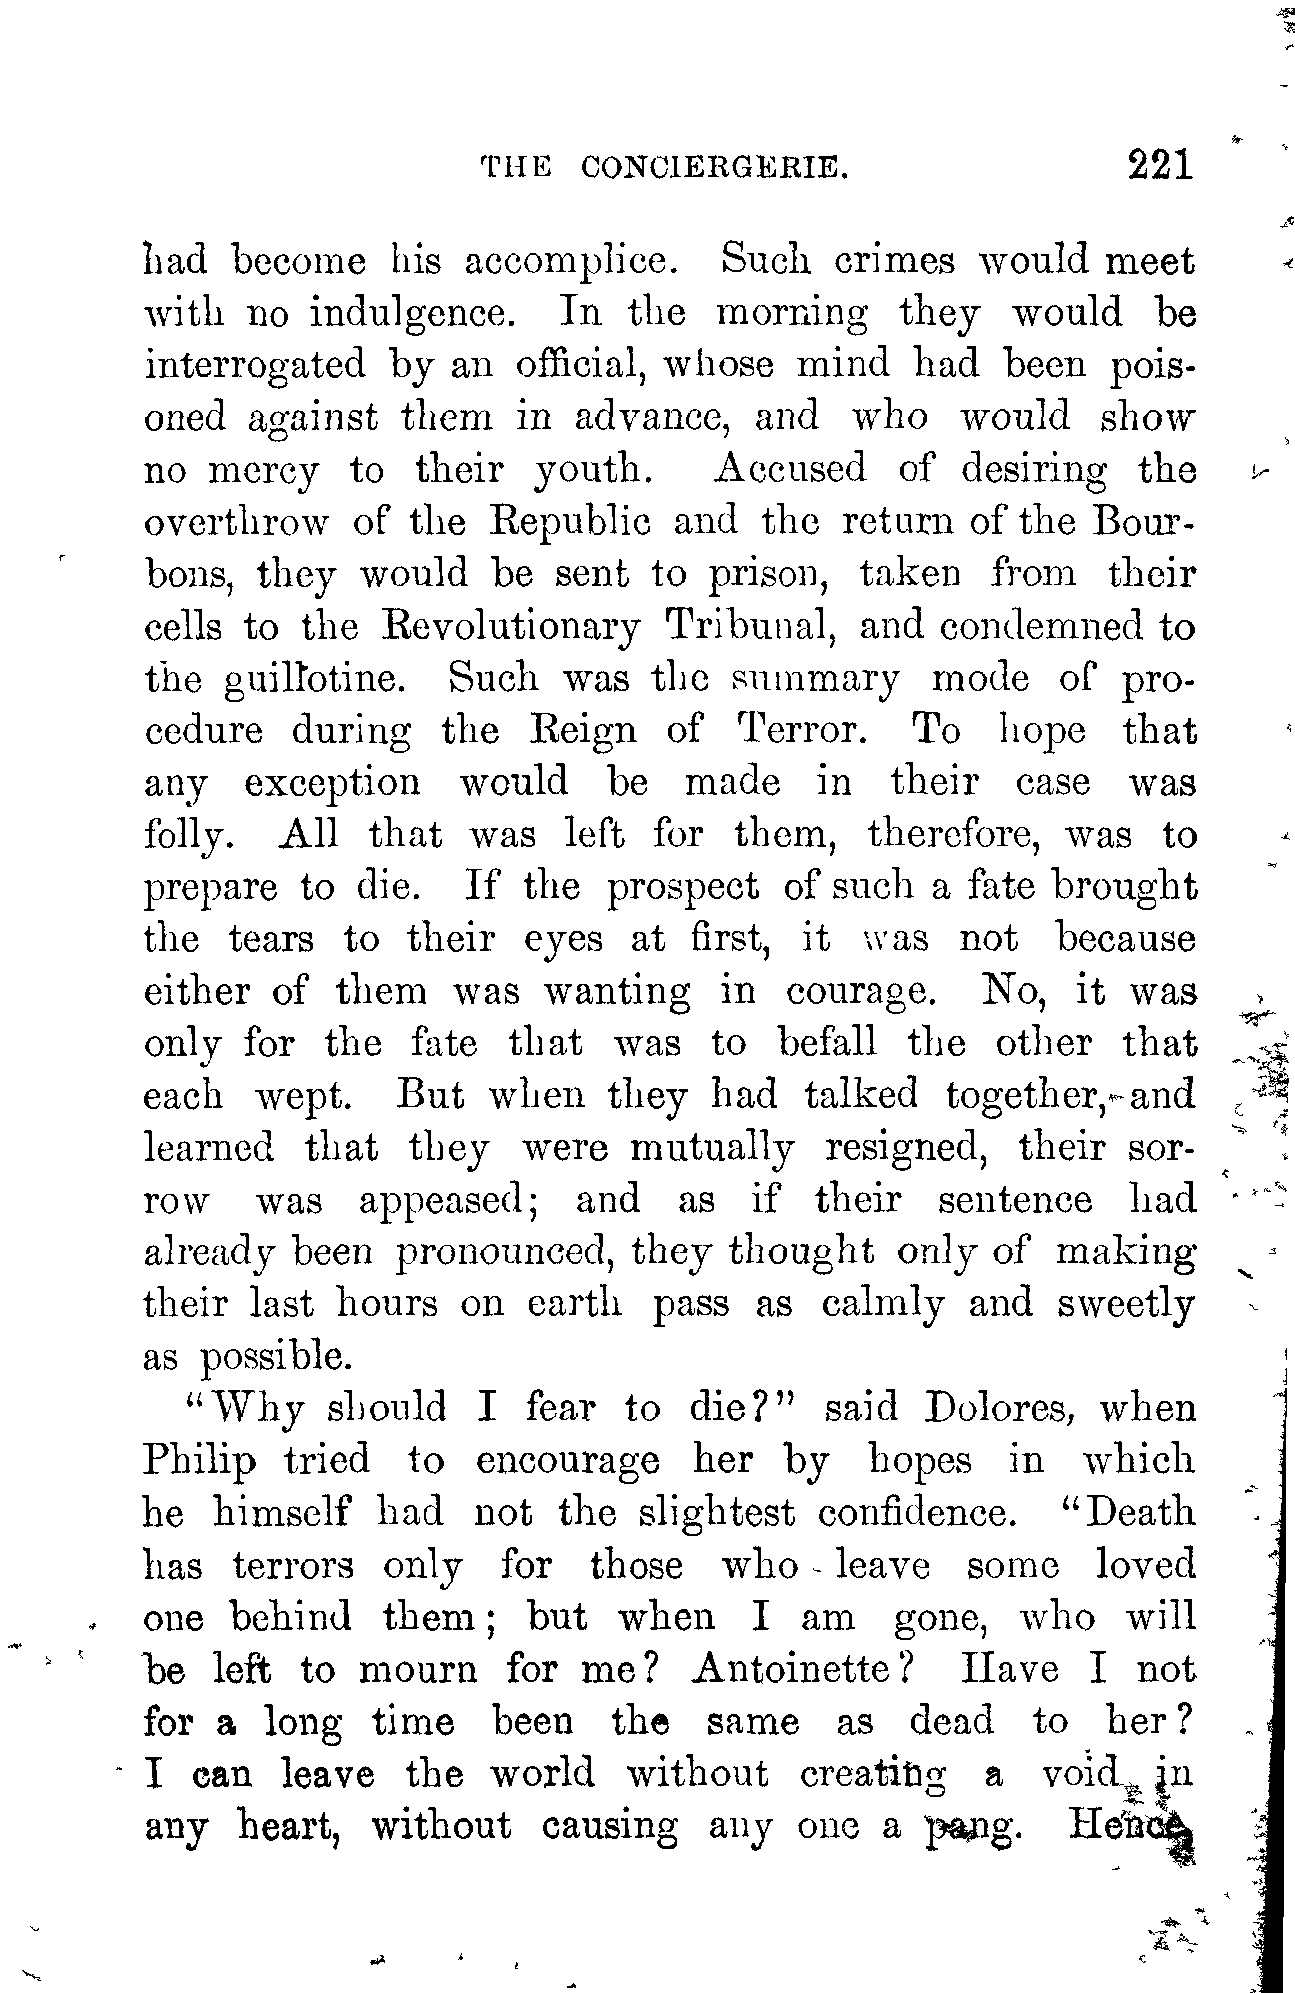 THE CONCIERGERIE. 221
had become his accomplice. Such crimes would meet
with no indulgence. In the morning they would be
interrogated by an official, whose mind had been pois-
oned against them in advance, and who would show
no mercy to their youth. Accused of desiring the
overthrow of the Republic and the return of the Bour-
bons, they would be sent to prison, taken from their
cells to the Revolutionary Tribunal, and condemned to
the guillotine. Such was the summary mode of pro-
cedure during the Reign of Terror. To hope that
any exception would be made in their case was
folly. All that was left for them, therefore, was to
prepare to die. If the prospect of such a fate brought
the tears to their eyes at first, it was not because
either of them was wanting in courage. No, it was
only for the fate that was to befall the other that
each wept. But when they had talked together, and
learned that they were mutually resigned, their sor-
row was appeased; and as if their sentence had
already been pronounced, they thought only of making
their last hours on earth pass as calmly and sweetly
as possible.
"Why should I fear to die?" said Dolores, when
Philip tried to encourage her by hopes in which
he himself had not the slightest confidence. "Death
has terrors only for those who leave some loved
one behind them; but when I am gone, who will
be left to mourn for me? Antoinette? Have I not
for a long time been the same as dead to her?
I can leave the world without creating a void in
any heart, without causing any one a pang. Hence